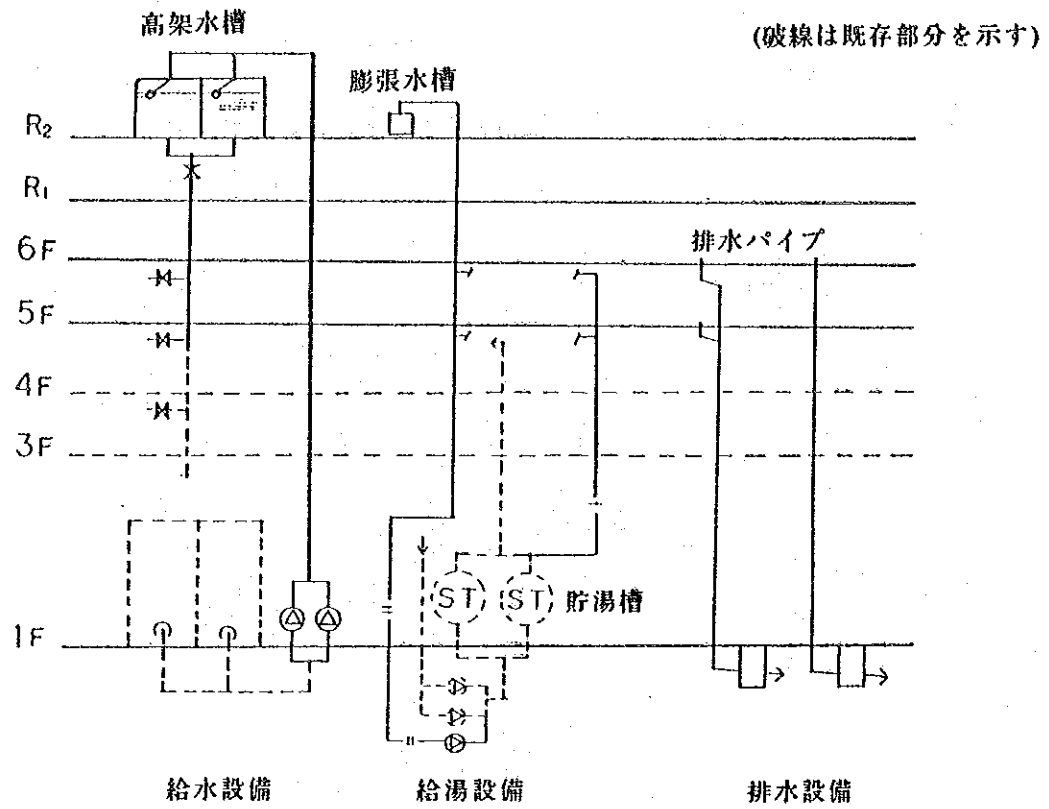 高架水槽
(破線は既存部分を示す)
膨張水槽
R2
R1
6F
排水パイプ
5F
4F
3F
ST
ST
貯湯槽
1F
給水設備
給湯設備
排水設備